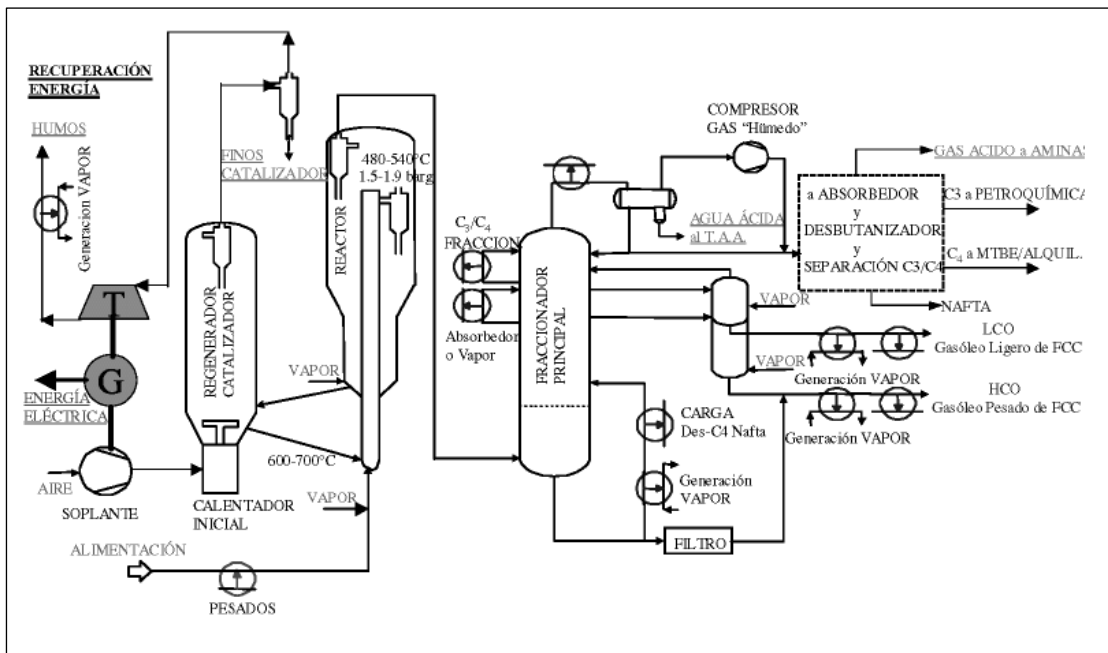 RECUPERACIÓN
ENERGÍA
HUMOS
Generacion VAPOR
T
G
ENERGÍA
ELÉCTRICA
AIRE
SOPLANTE
FINOS
CATALIZADOR
REGENERADOR
CATALIZADOR
CALENTADOR
INICIAL
600-700°C
ALIMENTACIÓN
PESADOS
VAPOR
VAPOR
REACTOR
480-540°C
1.5-1.9 barg
C3/C4
FRACCION
Absorbedor
o Vapor
FRACCIONADOR
PRINCIPAL
COMPRESOR
GAS “Hümedo”
AGUA ÁCIDA
al T.A.A.
a ABSORBEDOR
y
DESBUTANIZADOR
y
SEPARACIÓN C3/C4
GAS ACIDO a AMINAS
C3 a PETROQUÍMICA
C4 a MTBE/ALQUIL.
NAFTA
VAPOR
LCO
Gasóleo Ligero de FCC
Generación VAPOR
VAPOR
HCO
Gasóleo Pesado de FCC
Generación VAPOR
CARGA
Des-C4 Nafta
Generación
VAPOR
FILTRO